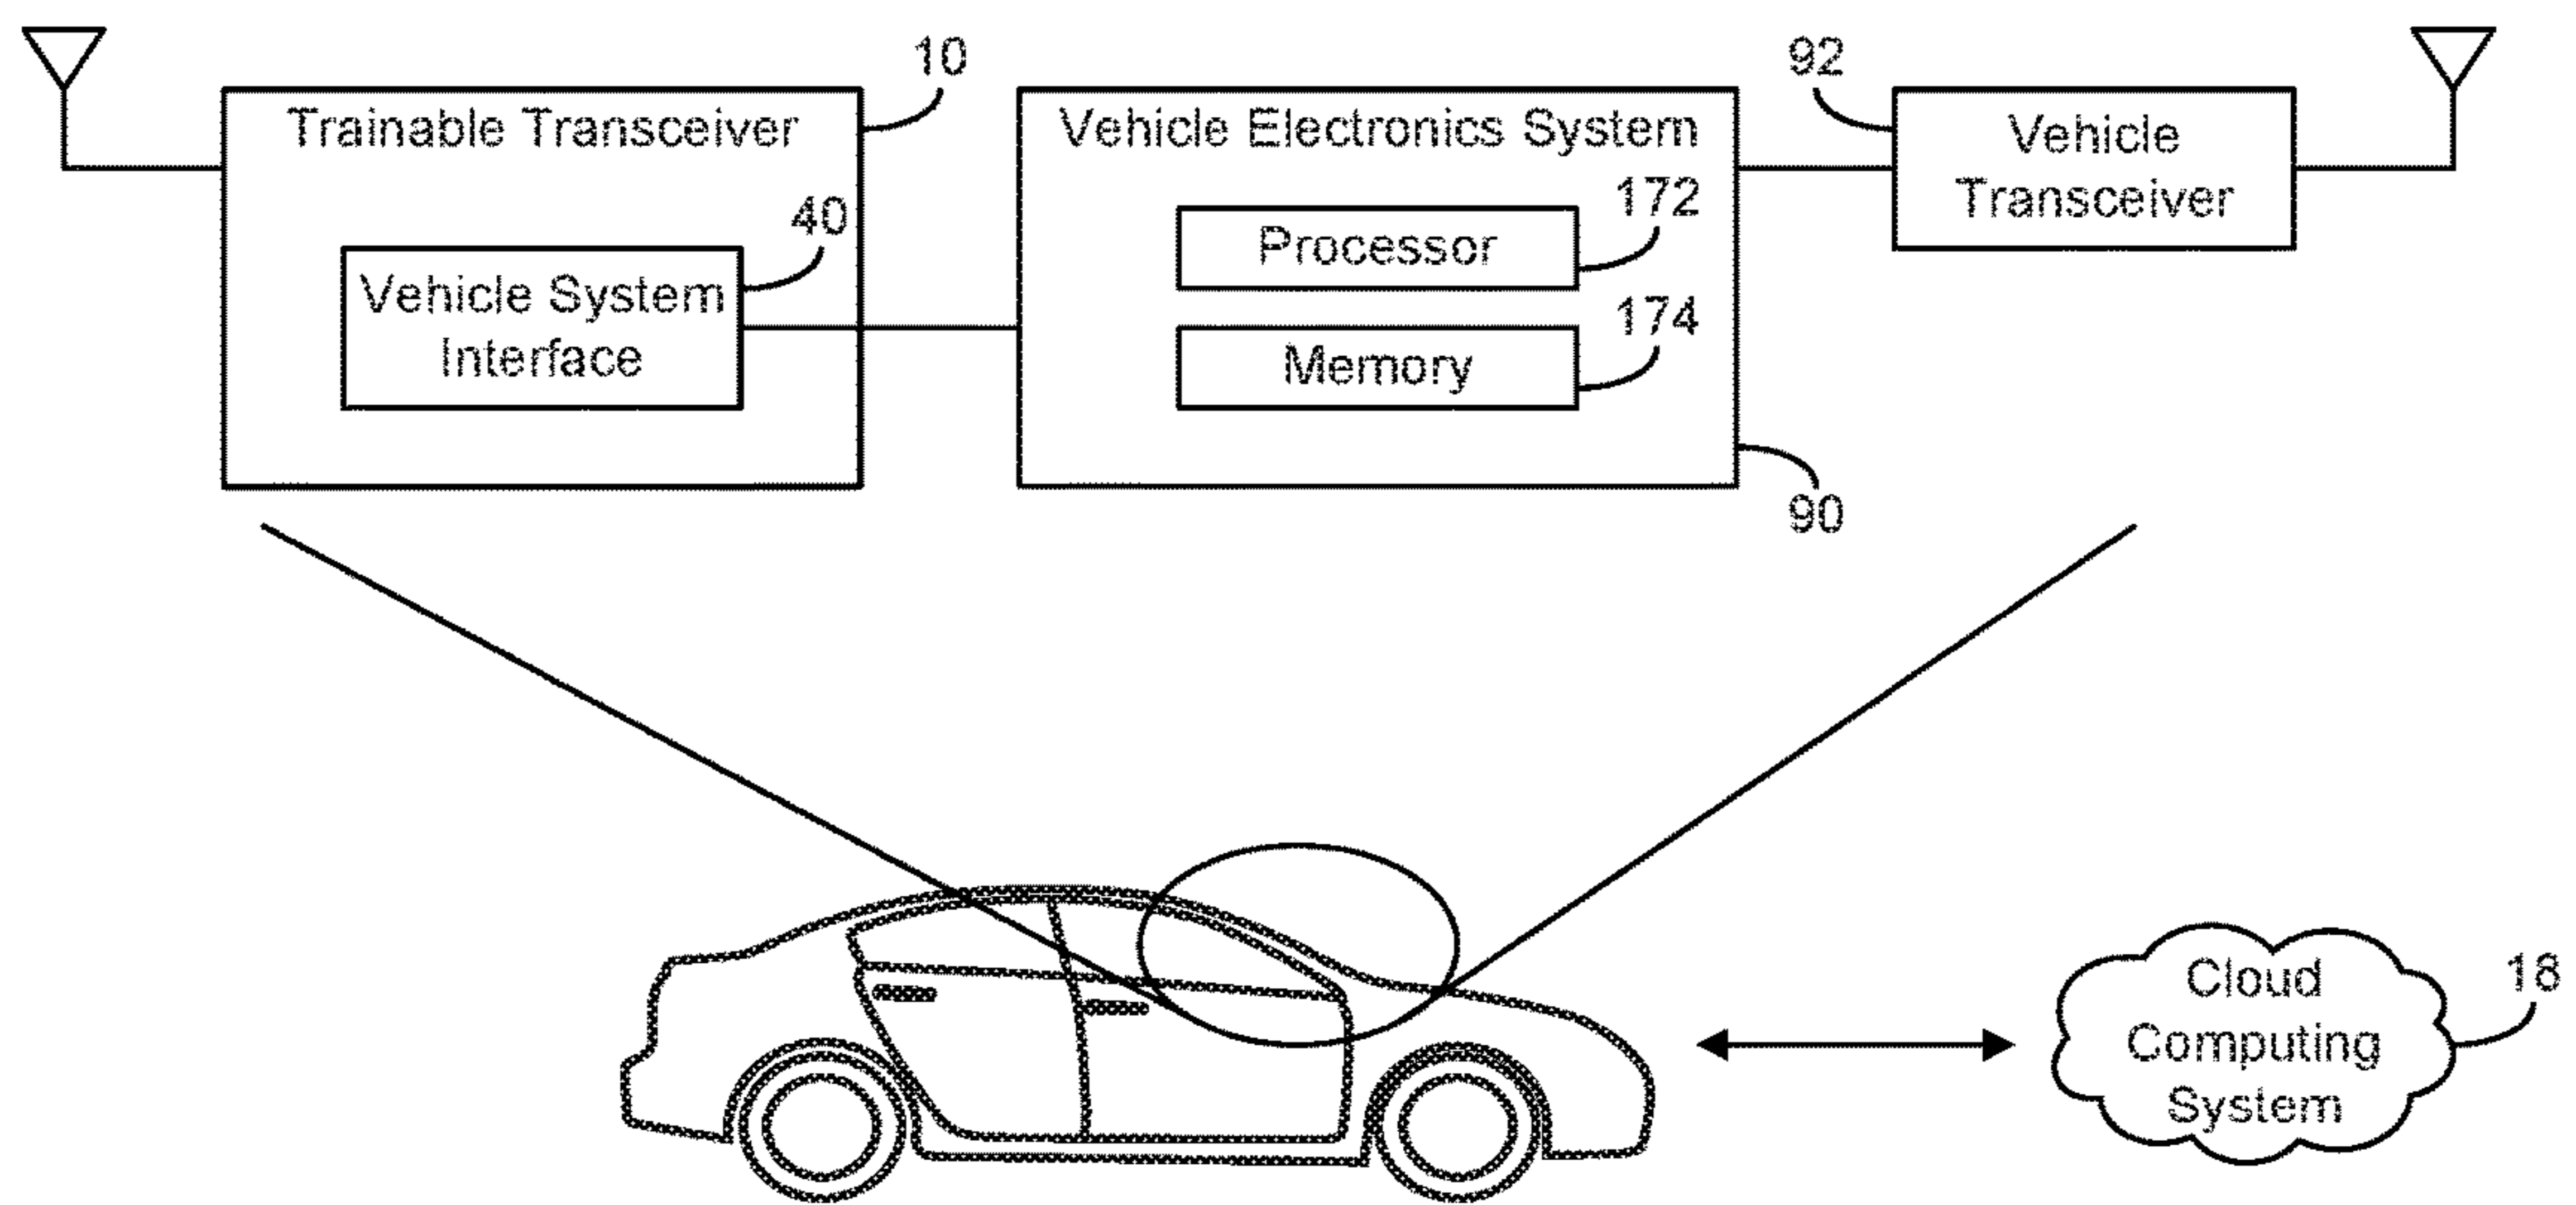 10
92
Trainable Transceiver
Vehicle Electronics System
Vehicle
Transceiver
40
172
Processor
Vehicle System
Interface
174
Memory
90
Cloud
Computing
System
18